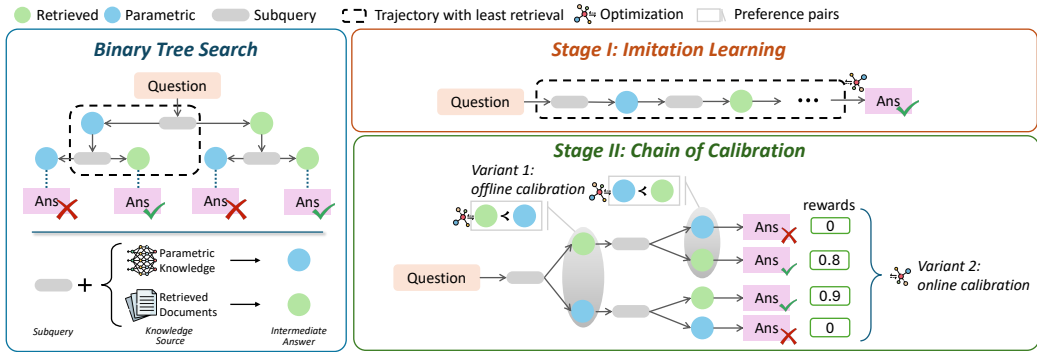 Retrieved Parametric Subquery Trajectory with least retrieval Optimization Preference pairs
Binary Tree Search
Question
Ans Ans Ans Ans
Parametric
Knowledge
Retrieved
Documents
Subquery
Knowledge
Source
Intermediate
Answer
Stage I: Imitation Learning
Question
...
Ans
Stage II: Chain of Calibration
Variant 1:
offline calibration
≺
≺
Question
rewards
Ans 0
Ans 0.8
Ans 0.9
Ans 0
Variant 2:
online calibration